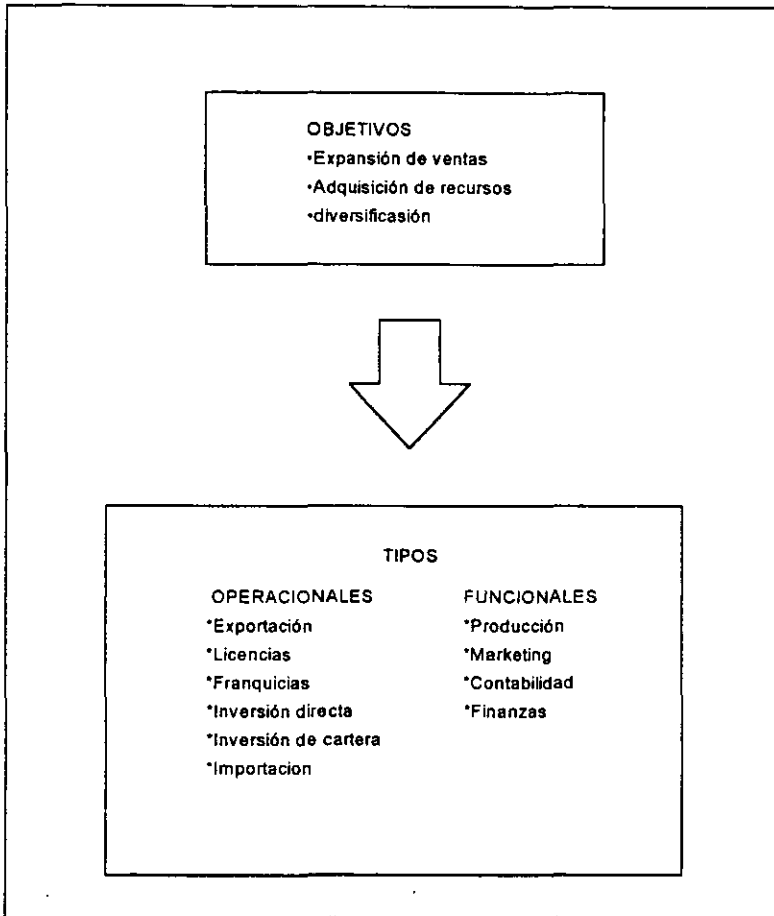 OBJETIVOS
•Expansión de ventas
•Adquisición de recursos
•diversificasión
TIPOS
OPERACIONALES
*Exportación
*Licencias
*Franquicias
*Inversión directa
*Inversión de cartera
*Importacion
FUNCIONALES
*Producción
*Marketing
*Contabilidad
*Finanzas